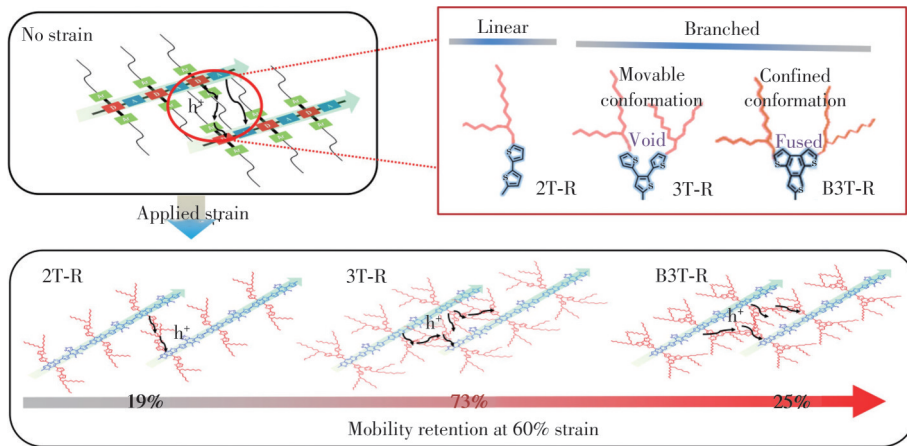 No strain
h⁺
Applied strain
Linear
Branched
Movable
conformation
Confined
conformation
Void
Fused
S
S
S
S
S
S
S
S
2T-R
3T-R
B3T-R
2T-R
3T-R
B3T-R
h⁺
h⁺
h⁺
19%
73%
25%
Mobility retention at 60% strain